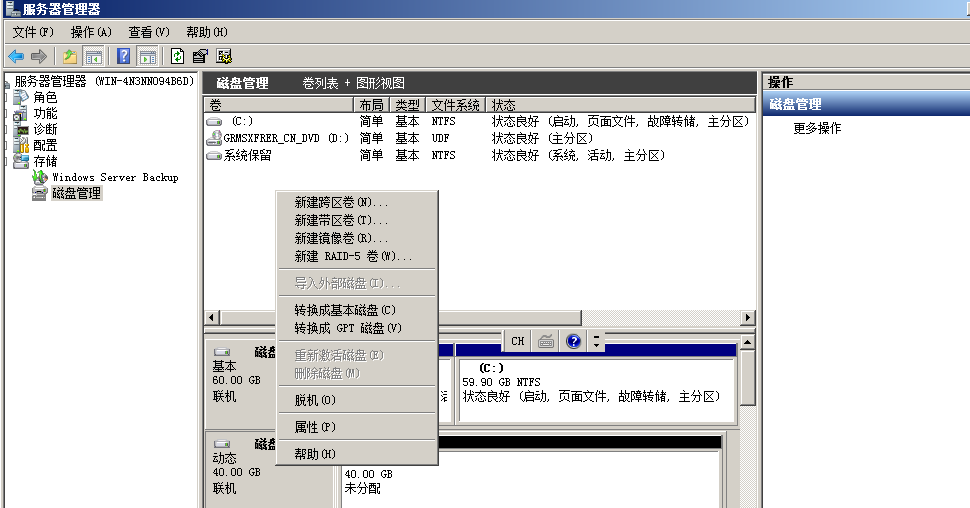 服务器管理器
文件(F) 操作(A) 查看(V) 帮助(H)
服务器管理器 (WIN-4N3NNO94B6D)
角色
功能
诊断
配置
存储
Windows Server Backup
磁盘管理
磁盘管理 卷列表 + 图形视图
卷 布局 类型 文件系统 状态
(C:) 简单 基本 NTFS 状态良好 (启动, 页面文件, 故障转储, 主分区)
GRMSXFRER_CN_DVD (D:) 简单 基本 UDF 状态良好 (主分区)
系统保留 简单 基本 NTFS 状态良好 (系统, 活动, 主分区)
操作
磁盘管理
更多操作
新建跨区卷(N)...
新建带区卷(T)...
新建镜像卷(R)...
新建 RAID-5 卷(W)...
导入外部磁盘(I)...
转换成基本磁盘(C)
转换成 GPT 磁盘(V)
重新激活磁盘(E)
删除磁盘(M)
脱机(O)
属性(P)
帮助(H)
CH
磁盘
基本
60.00 GB
联机
(C:)
59.90 GB NTFS
状态良好 (启动, 页面文件, 故障转储, 主分区)
磁盘
动态
40.00 GB
联机
40.00 GB
未分配